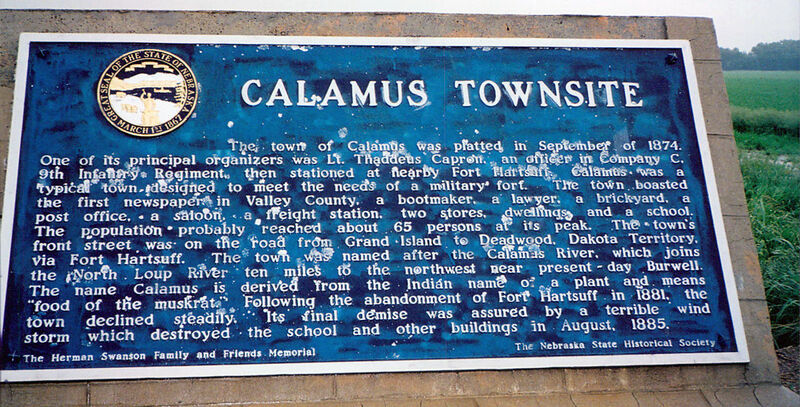 GREAT SEAL OF THE STATE OF NEBRASKA
MARCH 1ST 1867
CALAMUS TOWNSITE
The town of Calamus was platted in September of 1874.
One of its principal organizers was Lt. Thaddeus Capron, an officer in Company C,
9th Infantry Regiment, then stationed at nearby Fort Hartsuff. Calamus was a
typical town designed to meet the needs of a military fort. The town boasted
the first newspaper in Valley County, a bootmaker, a lawyer, a brickyard, a
post office, a saloon, a freight station, two stores, dwellings and a school.
The population probably reached about 65 persons at its peak. The town's
front street was on the road from Grand Island to Deadwood, Dakota Territory,
via Fort Hartsuff. The town was named after the Calamus River, which joins
the North Loup River ten miles to the northwest near present-day Burwell.
The name Calamus is derived from the Indian name of a plant and means
"food of the muskrat." Following the abandonment of Fort Hartsuff in 1881, the
town declined steadily. Its final demise was assured by a terrible wind
storm which destroyed the school and other buildings in August, 1885.
The Herman Swanson Family and Friends Memorial
The Nebraska State Historical Society